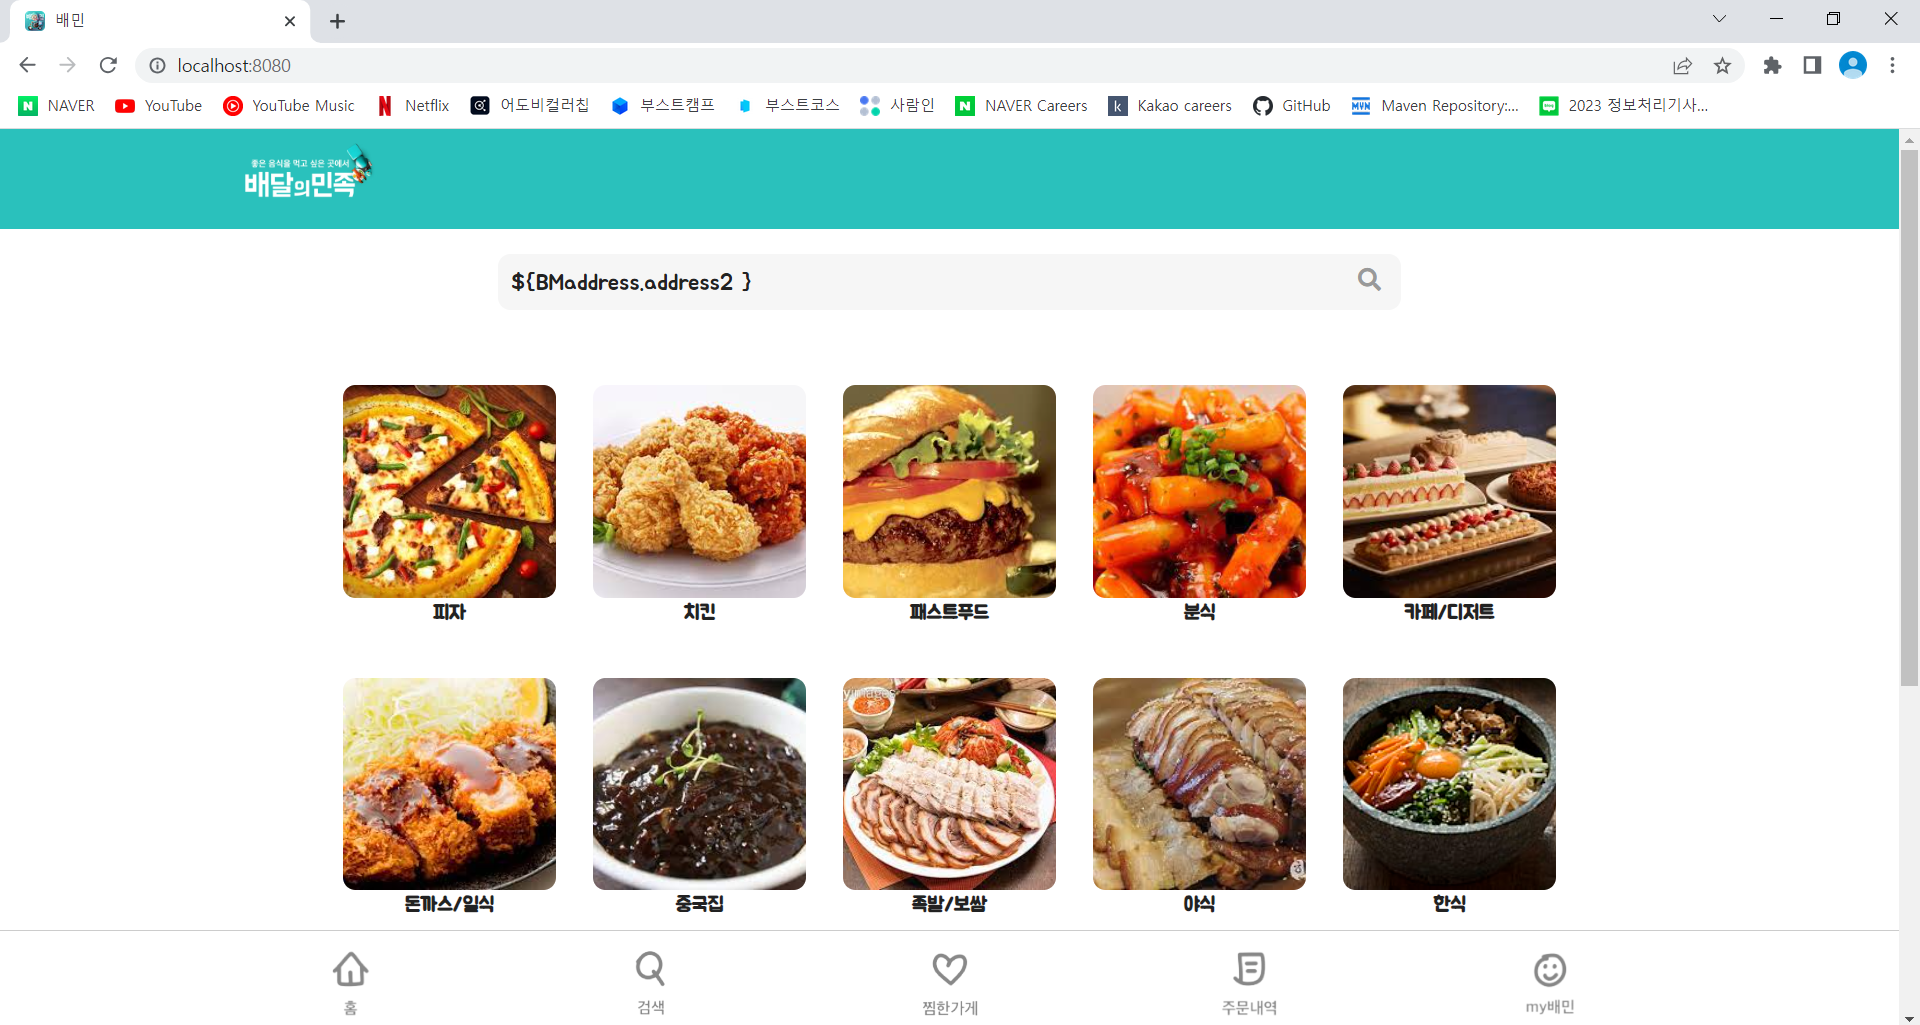 배민
localhost:8080
NAVER YouTube YouTube Music Netflix 어도비컬러칩 부스트캠프 부스트코스 사람인 NAVER Careers Kakao careers GitHub Maven Repository:... 2023 정보처리기사...
좋은 음식을 먹고 싶은 곳에서
배달의민족
${BMaddress.address2 }
피자 치킨 패스트푸드 분식 카페/디저트
yimages
돈까스/일식 중국집 족발/보쌈 야식 한식
홈 검색 찜한가게 주문내역 my배민